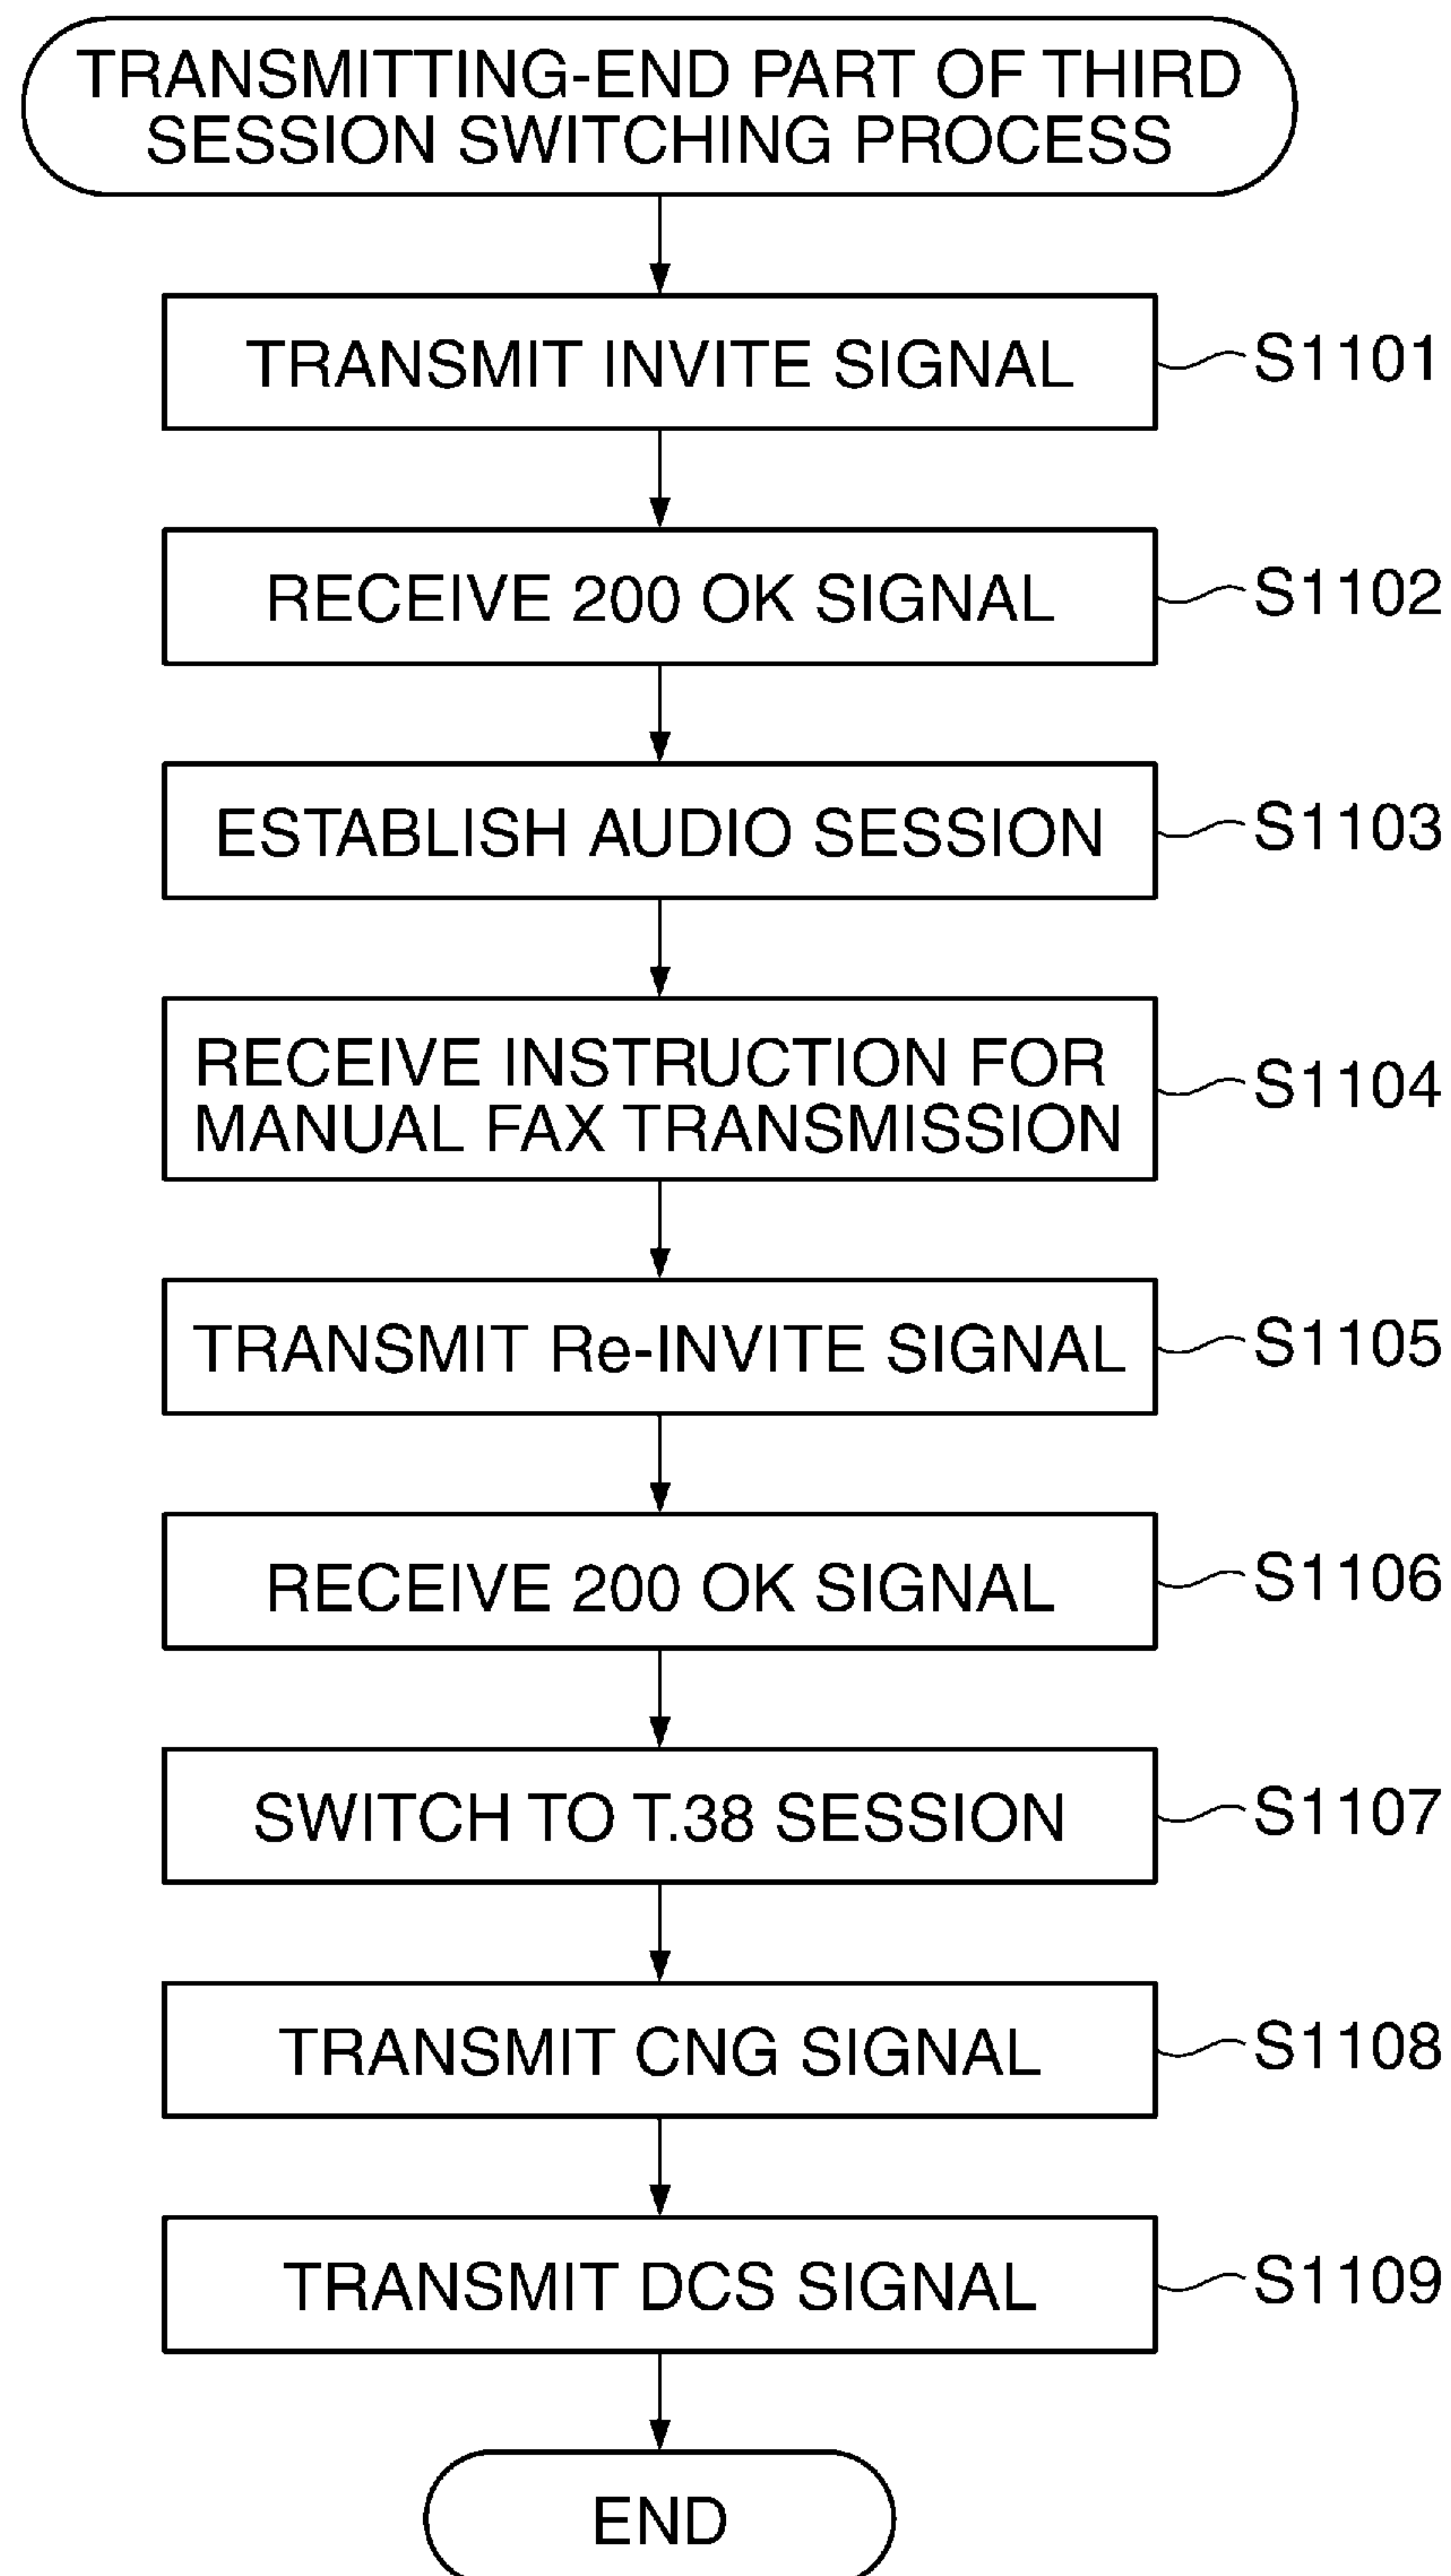 TRANSMITTING-END PART OF THIRD
SESSION SWITCHING PROCESS
TRANSMIT INVITE SIGNAL
S1101
RECEIVE 200 OK SIGNAL
S1102
ESTABLISH AUDIO SESSION
S1103
RECEIVE INSTRUCTION FOR
MANUAL FAX TRANSMISSION
S1104
TRANSMIT Re-INVITE SIGNAL
S1105
RECEIVE 200 OK SIGNAL
S1106
SWITCH TO T.38 SESSION
S1107
TRANSMIT CNG SIGNAL
S1108
TRANSMIT DCS SIGNAL
S1109
END